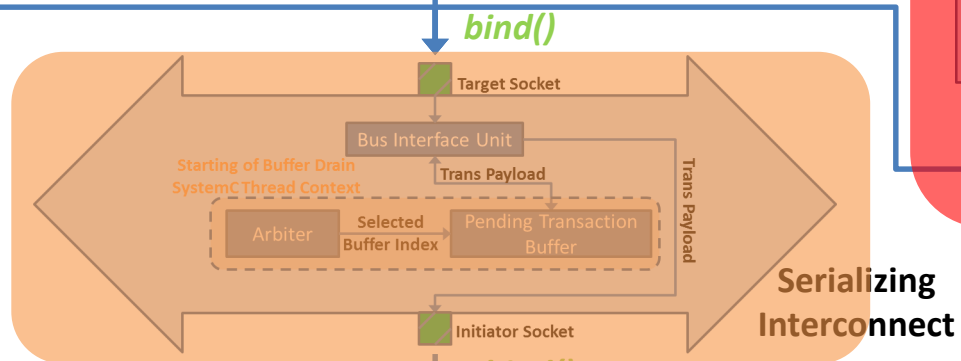 bind()
Target Socket
Bus Interface Unit
Starting of Buffer Drain
SystemC Thread Context
Trans Payload
Trans Payload
Arbiter
Selected
Buffer Index
Pending Transaction
Buffer
Serializing
Interconnect
Initiator Socket